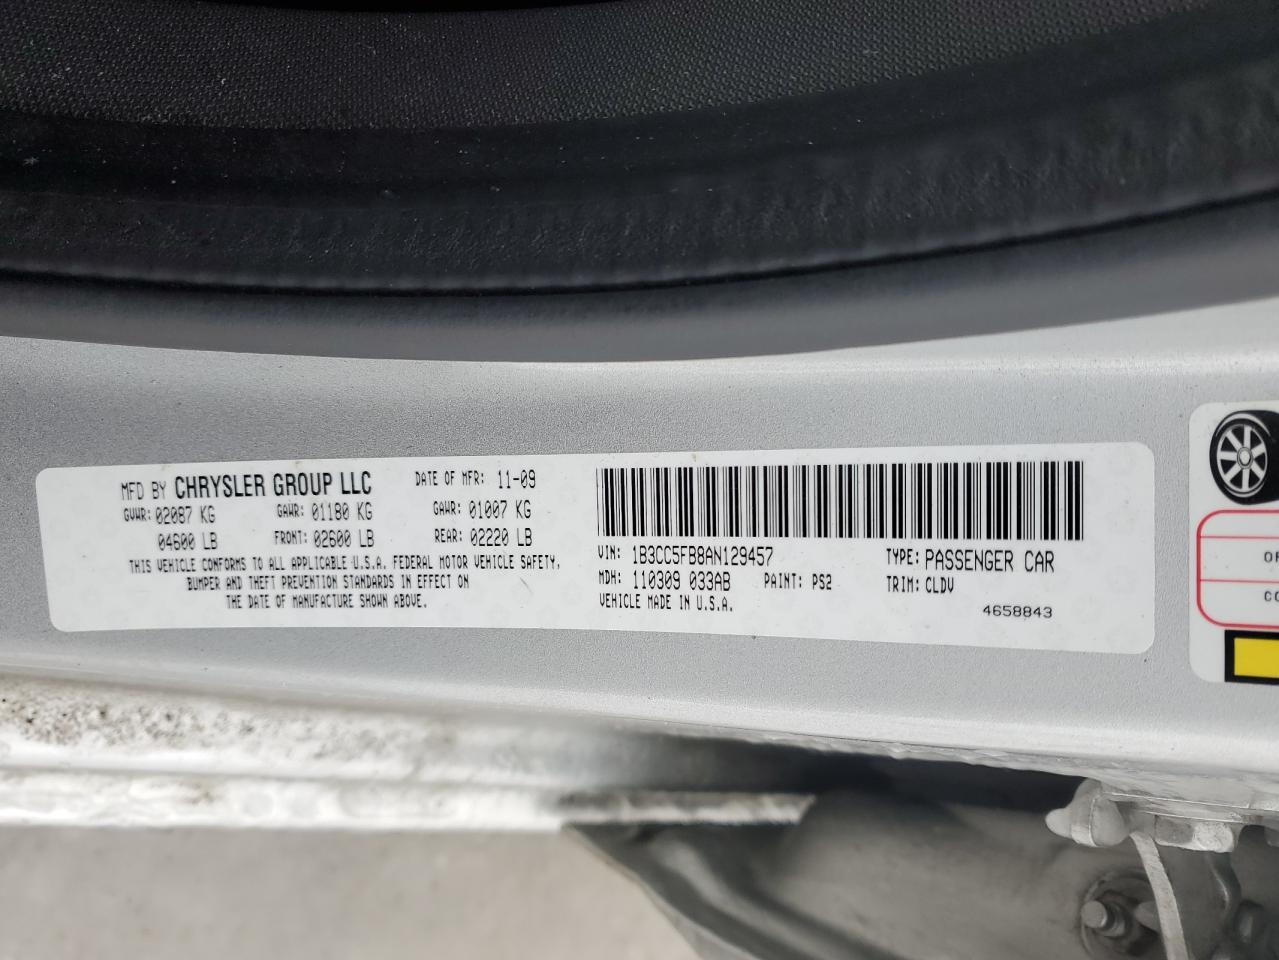 MFD BY CHRYSLER GROUP LLC DATE OF MFR: 11-09
GVWR: 02087 KG GAWR: 01180 KG GAWR: 01007 KG
04600 LB FRONT: 02600 LB REAR: 02220 LB
THIS VEHICLE CONFORMS TO ALL APPLICABLE U.S.A. FEDERAL MOTOR VEHICLE SAFETY,
BUMPER AND THEFT PREVENTION STANDARDS IN EFFECT ON
THE DATE OF MANUFACTURE SHOWN ABOVE.
VIN: 1B3CC5FB8AN129457 TYPE: PASSENGER CAR
MDH: 110309 033AB PAINT: PS2 TRIM: CLDV
VEHICLE MADE IN U.S.A.
4658843